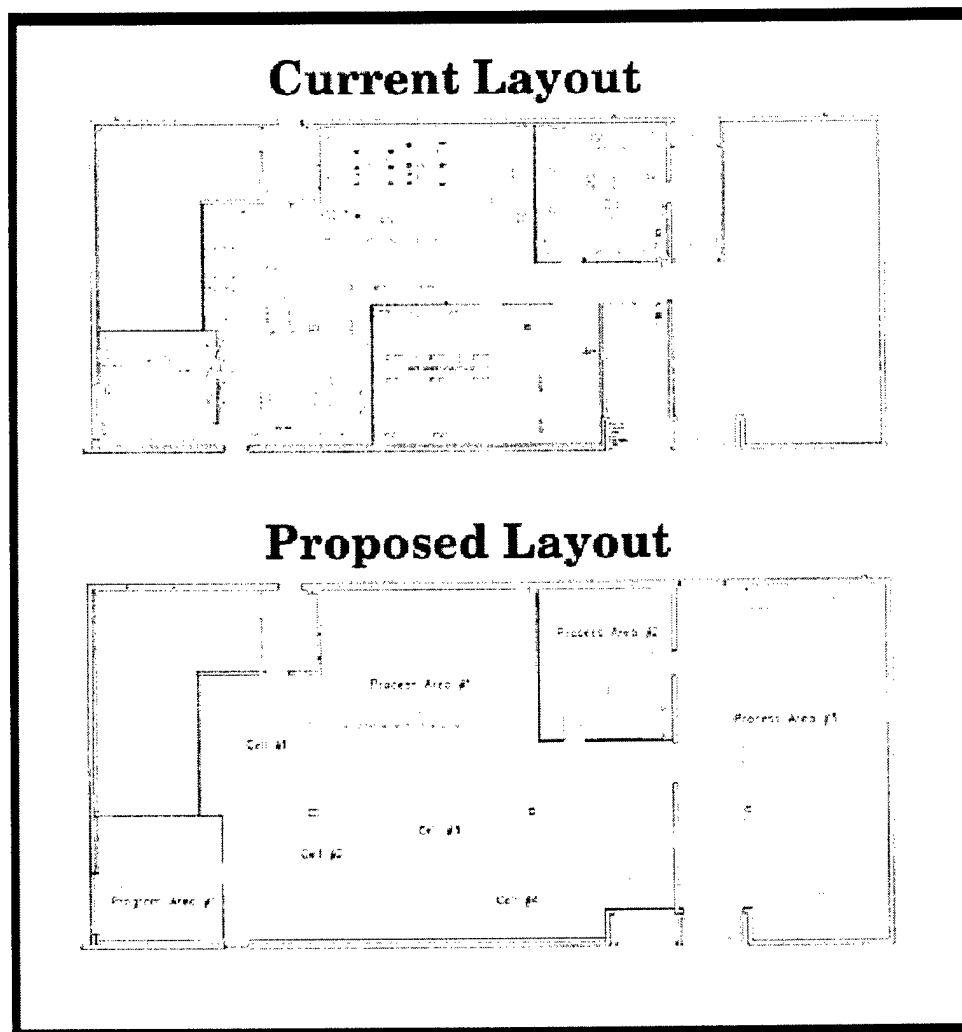 Current Layout
Proposed Layout
Process Area #2
Process Area #1
Process Area #3
Cell #1
Cell #3
Cell #2
Program Area #1
Cell #4